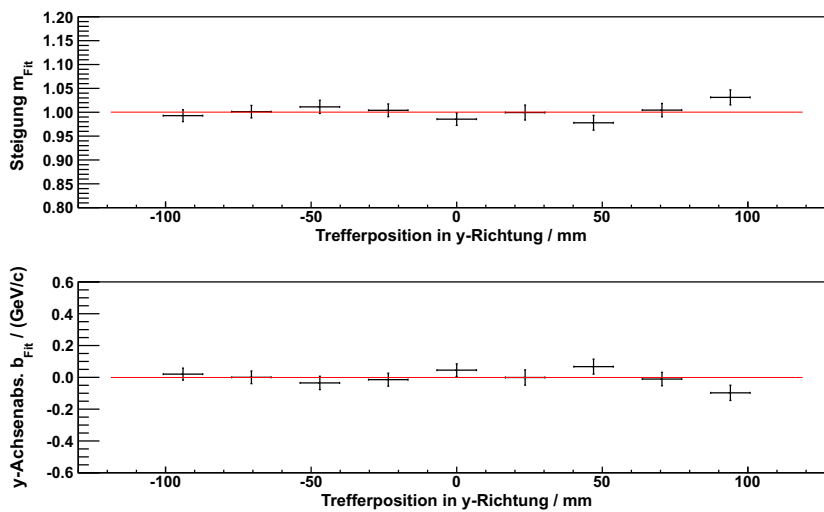 Steigung m_Fit
1.20
1.15
1.10
1.05
1.00
0.95
0.90
0.85
0.80
-100 -50 0 50 100
Trefferposition in y-Richtung / mm
y-Achsenabs. b_Fit / (GeV/c)
0.6
0.4
0.2
0.0
-0.2
-0.4
-0.6
-100 -50 0 50 100
Trefferposition in y-Richtung / mm